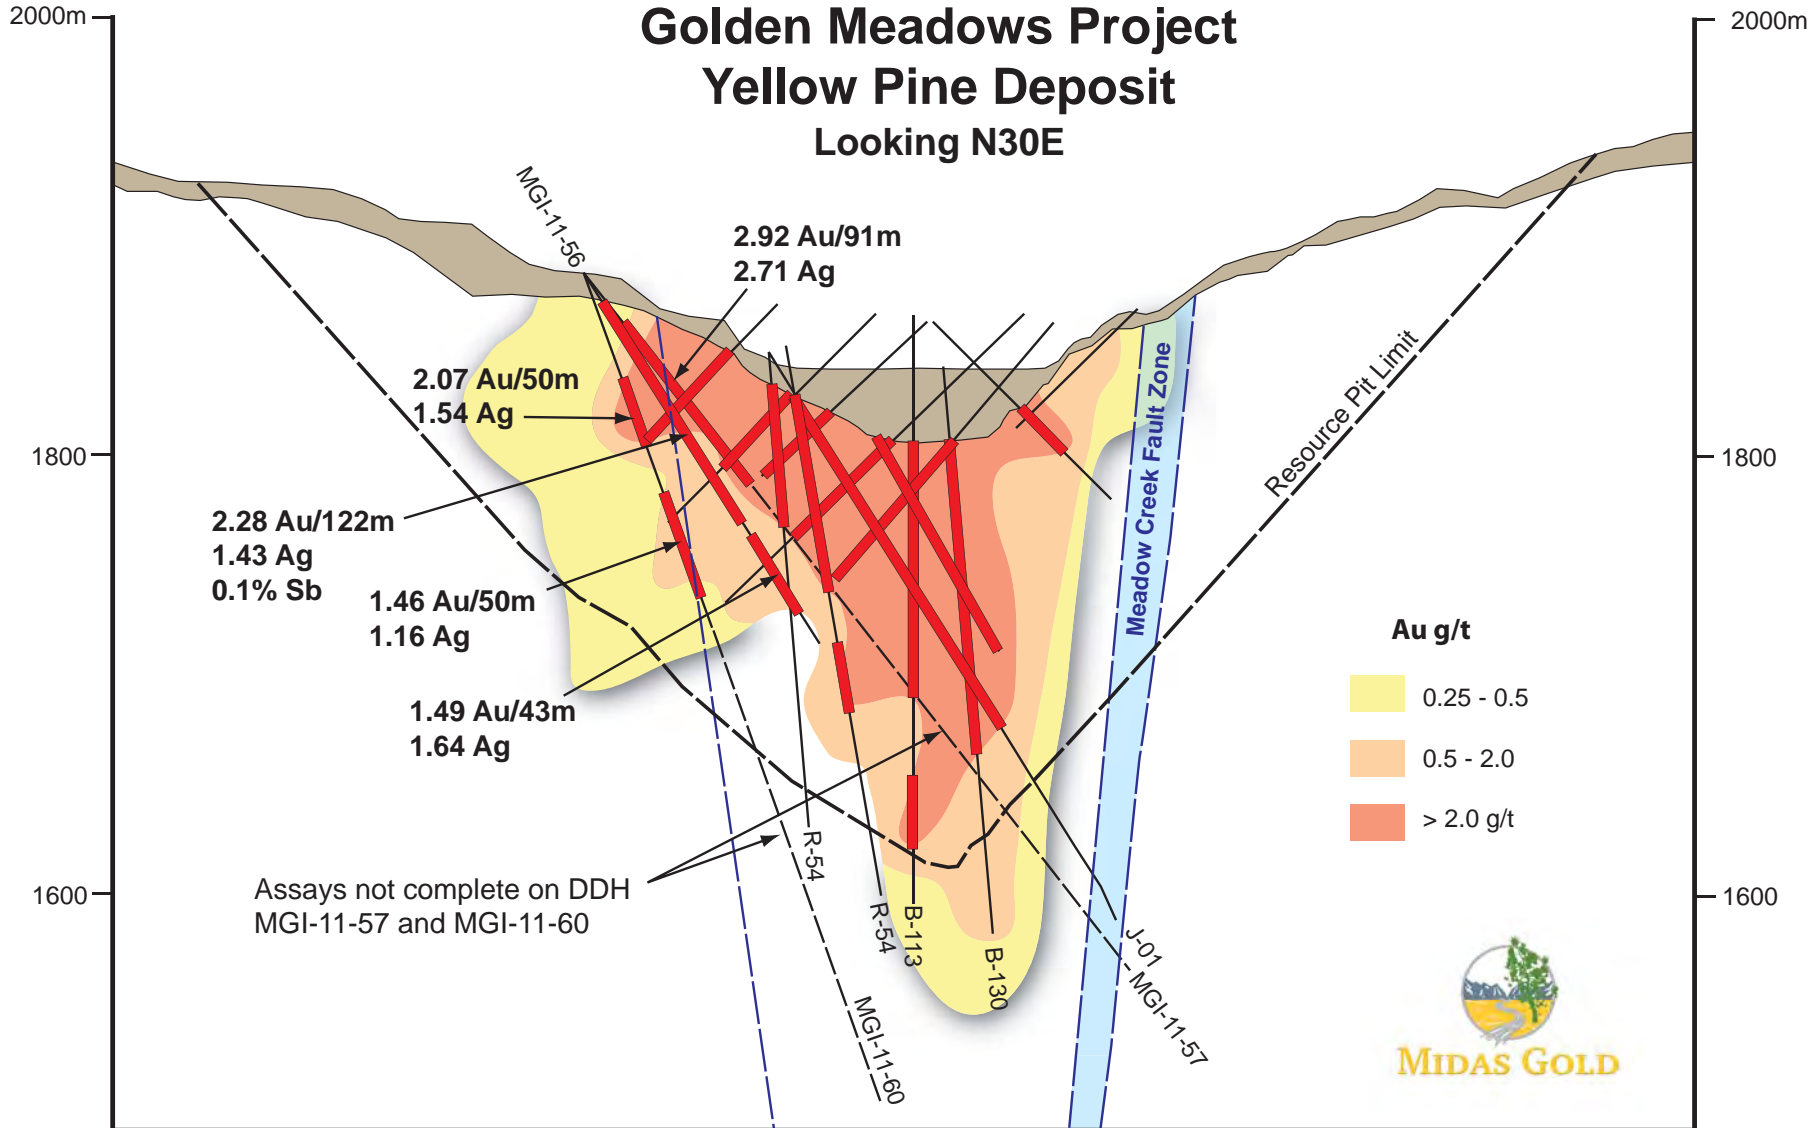 2000m
2000m
Golden Meadows Project
Yellow Pine Deposit
Looking N30E
MGI-11-56
2.92 Au/91m
2.71 Ag
2.07 Au/50m
1.54 Ag
1800
1800
Meadow Creek Fault Zone
Resource Pit Limit
2.28 Au/122m
1.43 Ag
0.1% Sb
1.46 Au/50m
1.16 Ag
1.49 Au/43m
1.64 Ag
Au g/t
0.25 - 0.5
0.5 - 2.0
> 2.0 g/t
Assays not complete on DDH
MGI-11-57 and MGI-11-60
1600
1600
R-54
R-54
B-113
B-130
J-01
MGI-11-57
MGI-11-60
MIDAS GOLD